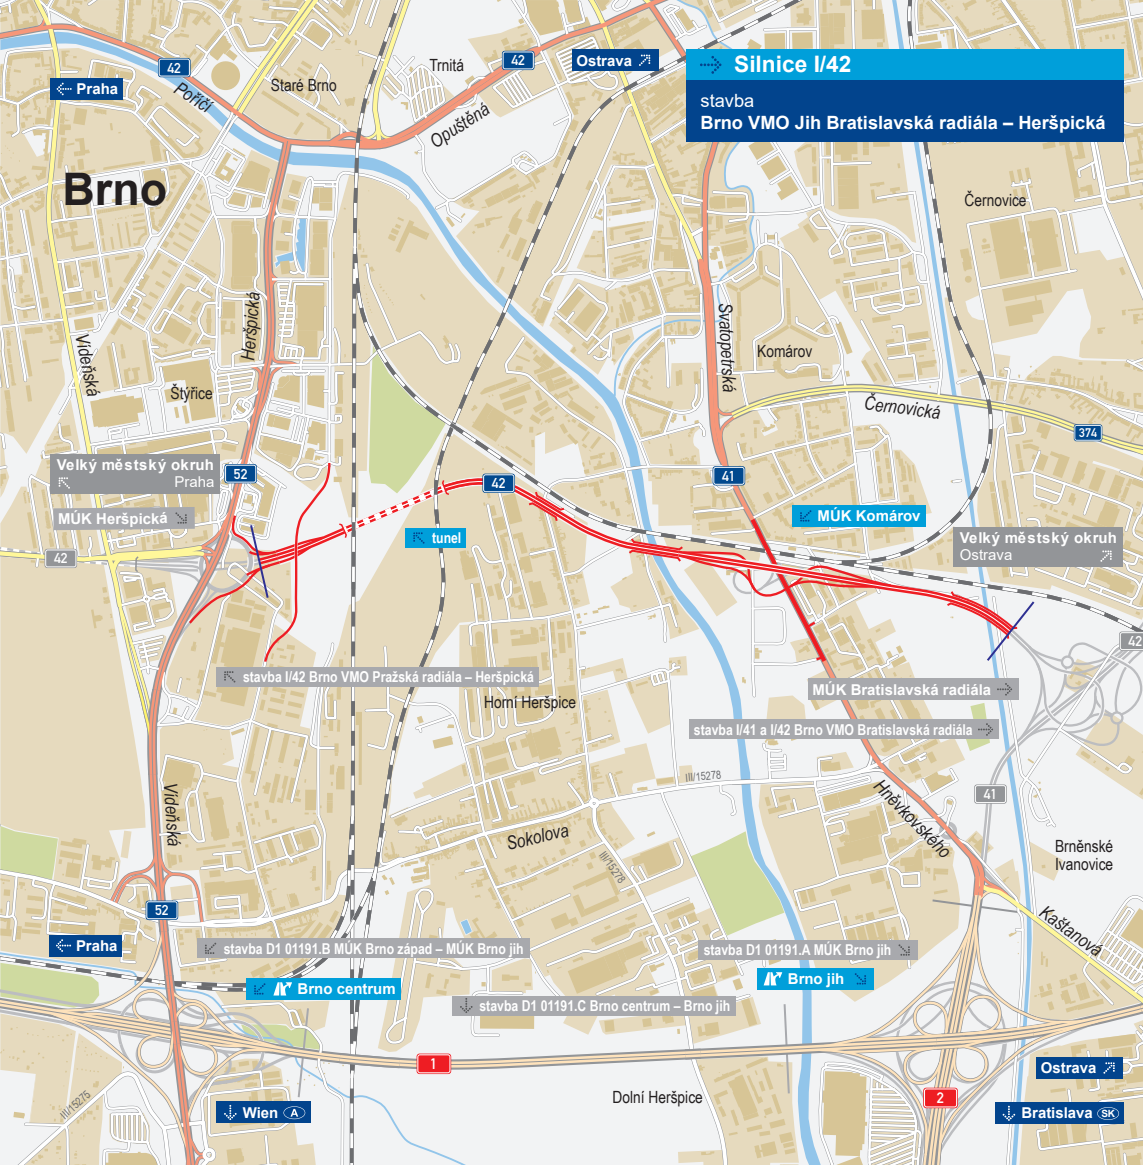 Silnice I/42
stavba
Brno VMO Jih Bratislavská radiála – Heršpická
42
Praha
Poříčí
Staré Brno
Trnitá
42
Opuštěná
Ostrava
Brno
Černovice
Heršpická
Vídeňská
Štýřice
Svatopetrská
Komárov
Černovická
374
Velký městský okruh
Praha
52
MÚK Heršpická
42
42
tunel
41
MÚK Komárov
Velký městský okruh
Ostrava
42
stavba I/42 Brno VMO Pražská radiála – Heršpická
Horní Heršpice
MÚK Bratislavská radiála
stavba I/41 a I/42 Brno VMO Bratislavská radiála
III/15278
41
Hněvkovského
Vídeňská
Sokolova
III/15278
Brněnské
Ivanovice
52
Praha
Kaštanová
stavba D1 01191.B MÚK Brno západ – MÚK Brno jih
stavba D1 01191.A MÚK Brno jih
Brno centrum
Brno jih
stavba D1 01191.C Brno centrum – Brno jih
1
Ostrava
III/15275
Dolní Heršpice
2
Wien A
Bratislava SK